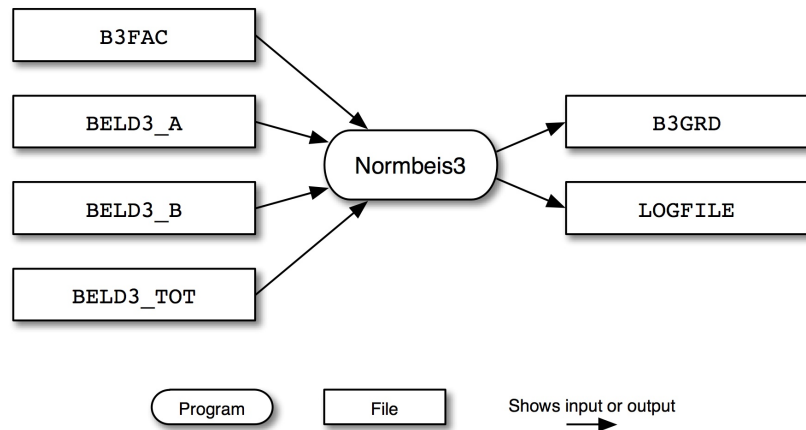 B3FAC
BELD3_A
BELD3_B
BELD3_TOT
Normbeis3
B3GRD
LOGFILE
Program
File
Shows input or output